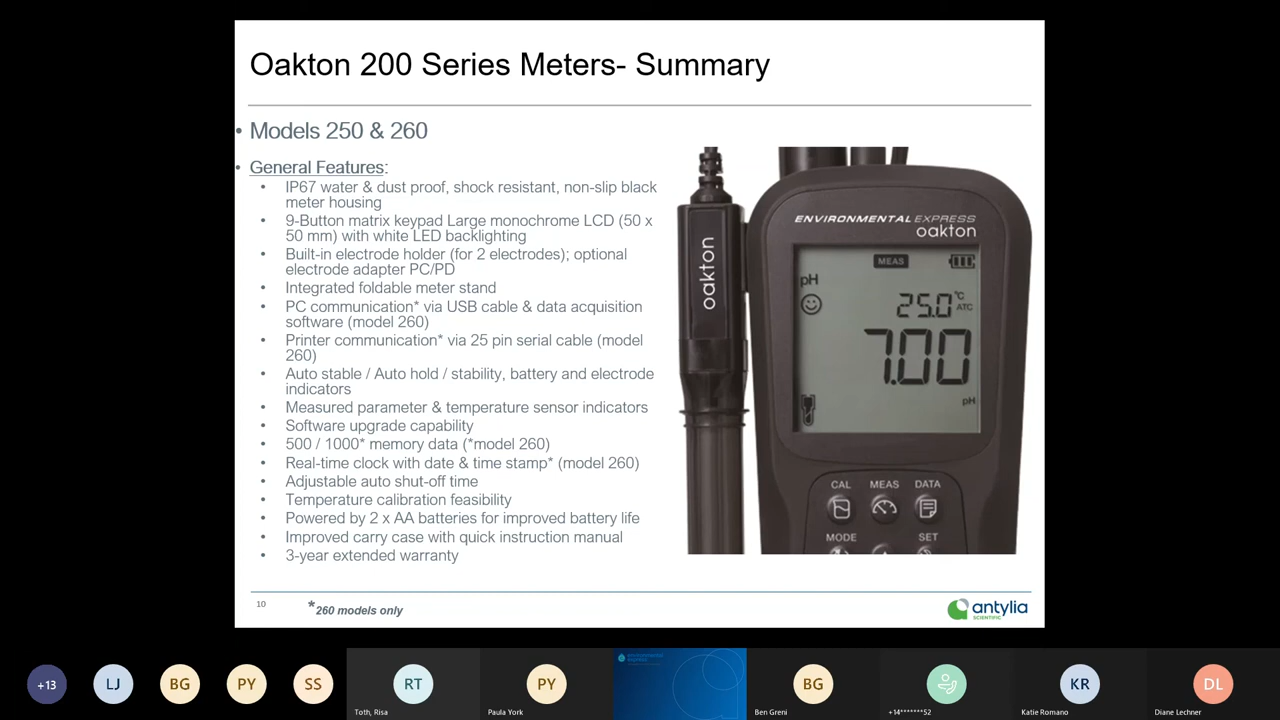 Oakton 200 Series Meters- Summary
• Models 250 & 260
• General Features:
• IP67 water & dust proof, shock resistant, non-slip black
meter housing
• 9-Button matrix keypad Large monochrome LCD (50 x
50 mm) with white LED backlighting
• Built-in electrode holder (for 2 electrodes); optional
electrode adapter PC/PD
• Integrated foldable meter stand
• PC communication* via USB cable & data acquisition
software (model 260)
• Printer communication* via 25 pin serial cable (model
260)
• Auto stable / Auto hold / stability, battery and electrode
indicators
• Measured parameter & temperature sensor indicators
• Software upgrade capability
• 500 / 1000* memory data (*model 260)
• Real-time clock with date & time stamp* (model 260)
• Adjustable auto shut-off time
• Temperature calibration feasibility
• Powered by 2 x AA batteries for improved battery life
• Improved carry case with quick instruction manual
• 3-year extended warranty
oakton
ENVIRONMENTAL EXPRESS
oakton
MEAS
pH
25.0 °C
ATC
7.00
pH
CAL MEAS DATA
MODE SET
10
*260 models only
antylia
SCIENTIFIC
+13
LJ
BG
PY
SS
RT
Toth, Risa
PY
Paula York
environmental
express
BG
Ben Greni
+14*******52
KR
Katie Romano
DL
Diane Lechner